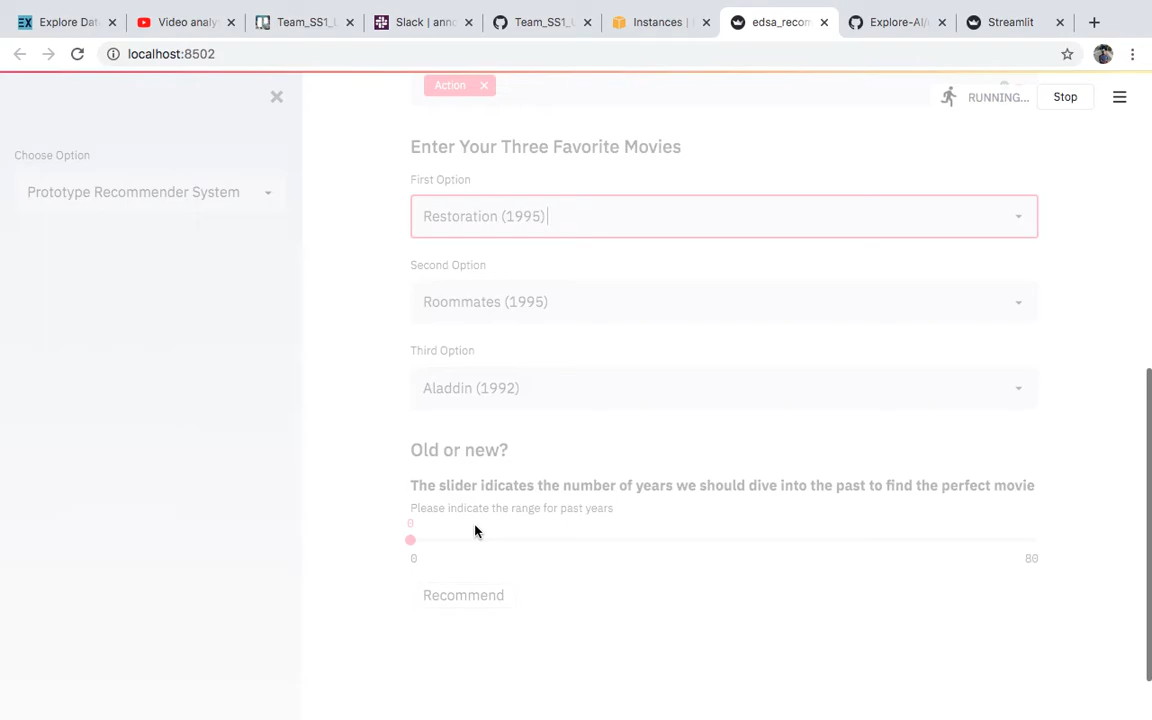 Explore Dat
Video analy
Team_SS1_
Slack | anno
Team_SS1_U
Instances |
edsa_recom
Explore-AI/
Streamlit
localhost:8502
Action
RUNNING...
Stop
Choose Option
Prototype Recommender System
Enter Your Three Favorite Movies
First Option
Restoration (1995)
Second Option
Roommates (1995)
Third Option
Aladdin (1992)
Old or new?
The slider idicates the number of years we should dive into the past to find the perfect movie
Please indicate the range for past years
0
0
80
Recommend